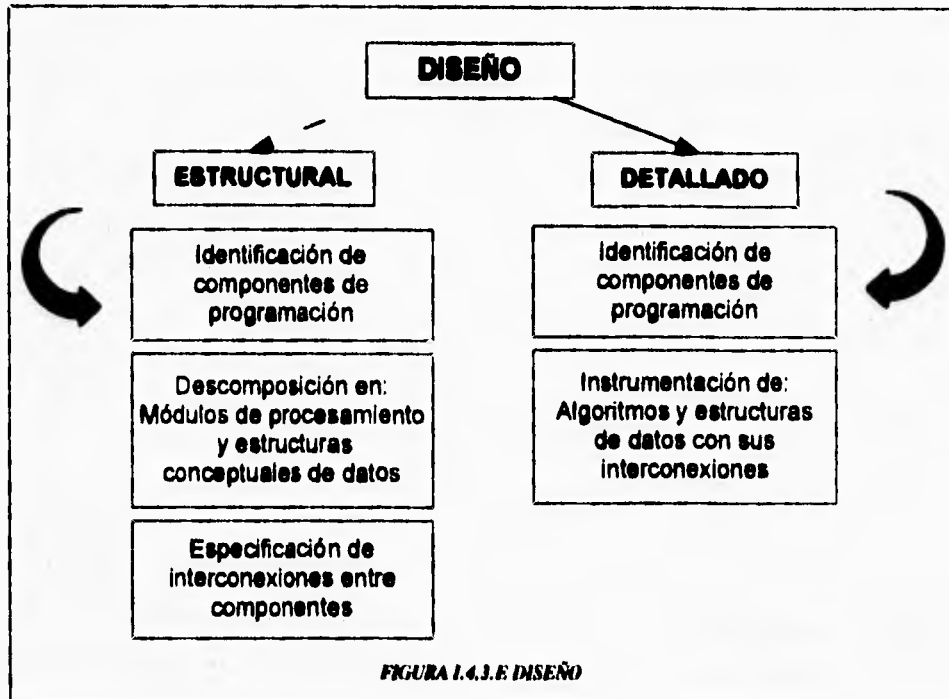 DISEÑO
ESTRUCTURAL
DETALLADO
Identificación de
componentes de
programación
Descomposición en:
Módulos de procesamiento
y estructuras
conceptuales de datos
Especificación de
interconexiones entre
componentes
Identificación de
componentes de
programación
Instrumentación de:
Algoritmos y estructuras
de datos con sus
interconexiones
FIGURA I.4.3.E DISEÑO